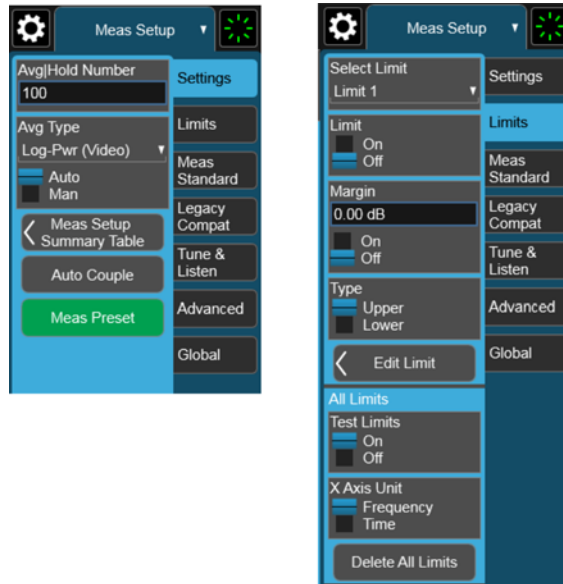 Meas Setup
Avg|Hold Number
100
Avg Type
Log-Pwr (Video)
Auto
Man
Meas Setup
Summary Table
Auto Couple
Meas Preset
Settings
Limits
Meas
Standard
Legacy
Compat
Tune &
Listen
Advanced
Global
Meas Setup
Select Limit
Limit 1
Limit
On
Off
Margin
0.00 dB
On
Off
Type
Upper
Lower
Edit Limit
All Limits
Test Limits
On
Off
X Axis Unit
Frequency
Time
Delete All Limits
Settings
Limits
Meas
Standard
Legacy
Compat
Tune &
Listen
Advanced
Global